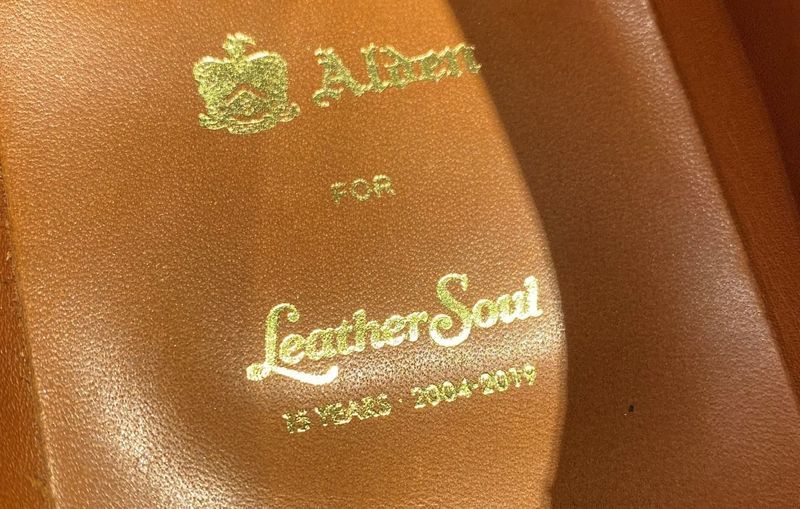 Alden
FOR
Leather Soul
15 YEARS · 2004-2019